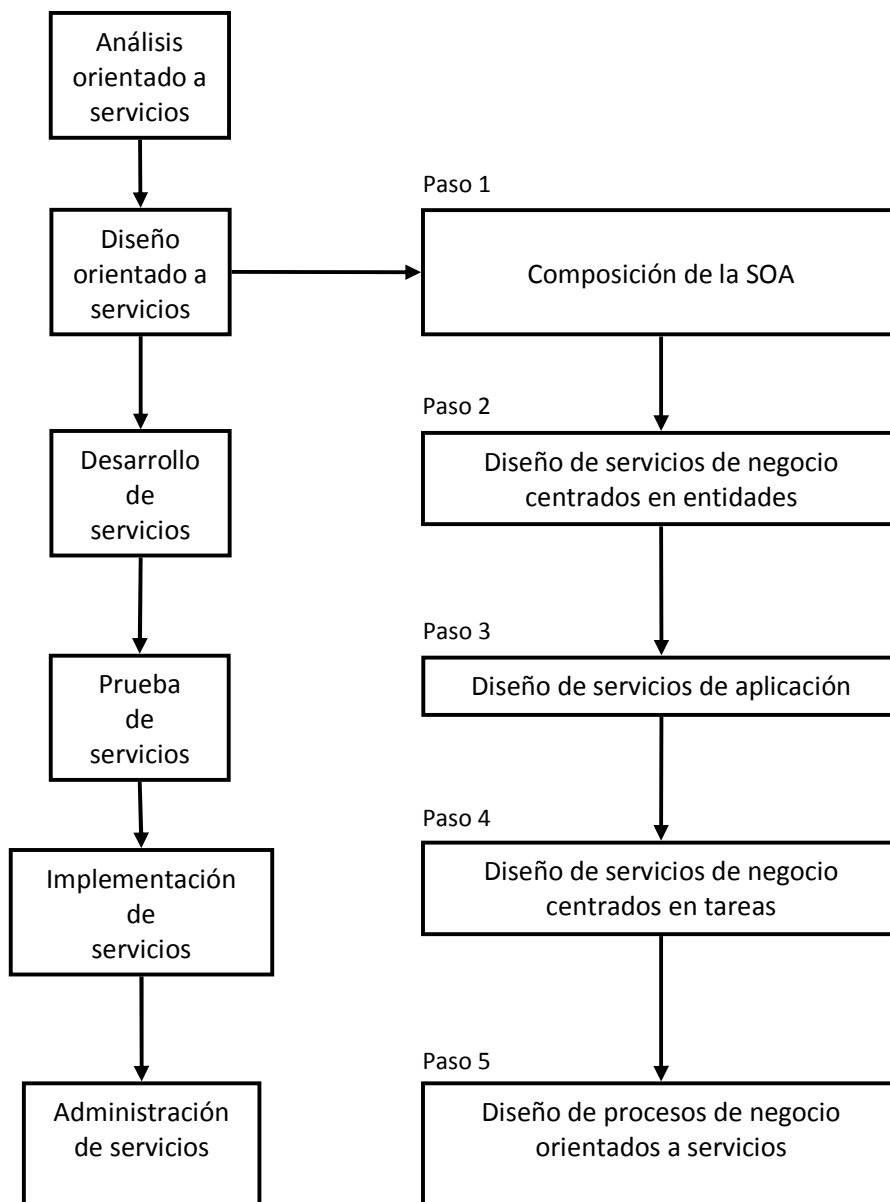 Análisis
orientado a
servicios
Diseño
orientado a
servicios
Desarrollo
de
servicios
Prueba
de
servicios
Implementación
de
servicios
Administración
de servicios
Paso 1
Composición de la SOA
Paso 2
Diseño de servicios de negocio
centrados en entidades
Paso 3
Diseño de servicios de aplicación
Paso 4
Diseño de servicios de negocio
centrados en tareas
Paso 5
Diseño de procesos de negocio
orientados a servicios